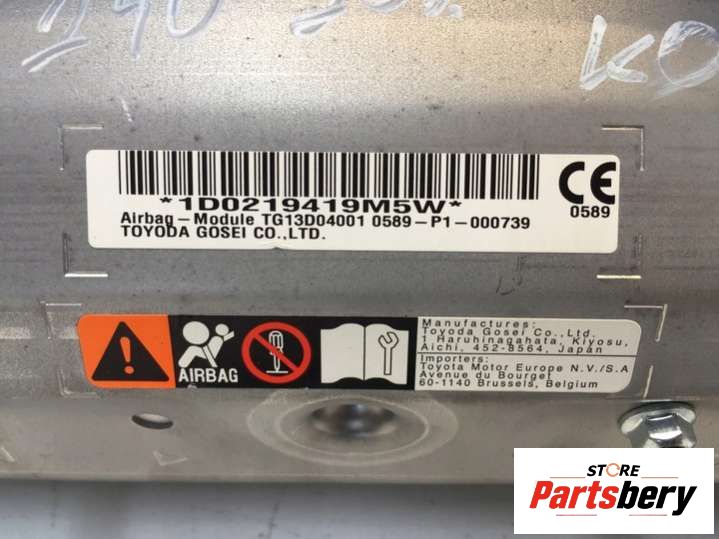 KO
*1D0219419M5W*
Airbag-Module TG13D04001 0589-P1-000739
TOYODA GOSEI CO.,LTD.
CE
0589
AIRBAG
Manufactures:
Toyoda Gosei Co., Ltd.
1 Haruhinagahata, Kiyosu,
Aichi, 452-8564, Japan
Importers:
Toyota Motor Europe N.V./S.A
Avenue du Bourget
60-1140 Brussels, Belgium
STORE
Partsbery